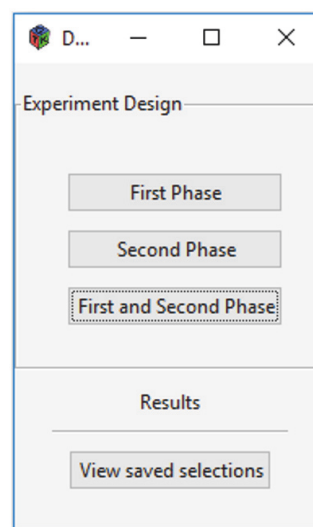 D...
Experiment Design
First Phase
Second Phase
First and Second Phase
Results
View saved selections